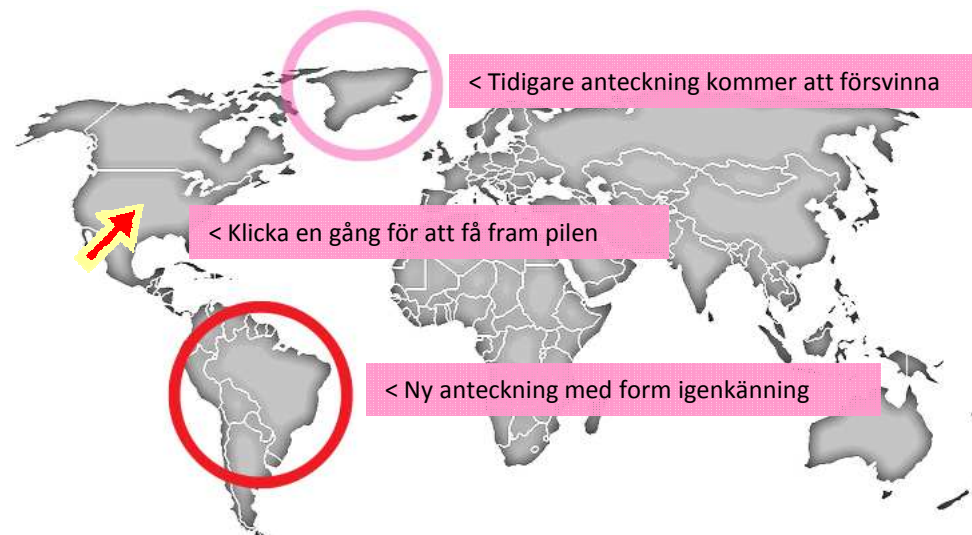 < Tidigare anteckning kommer att försvinna
< Klicka en gång för att få fram pilen
< Ny anteckning med form igenkänning